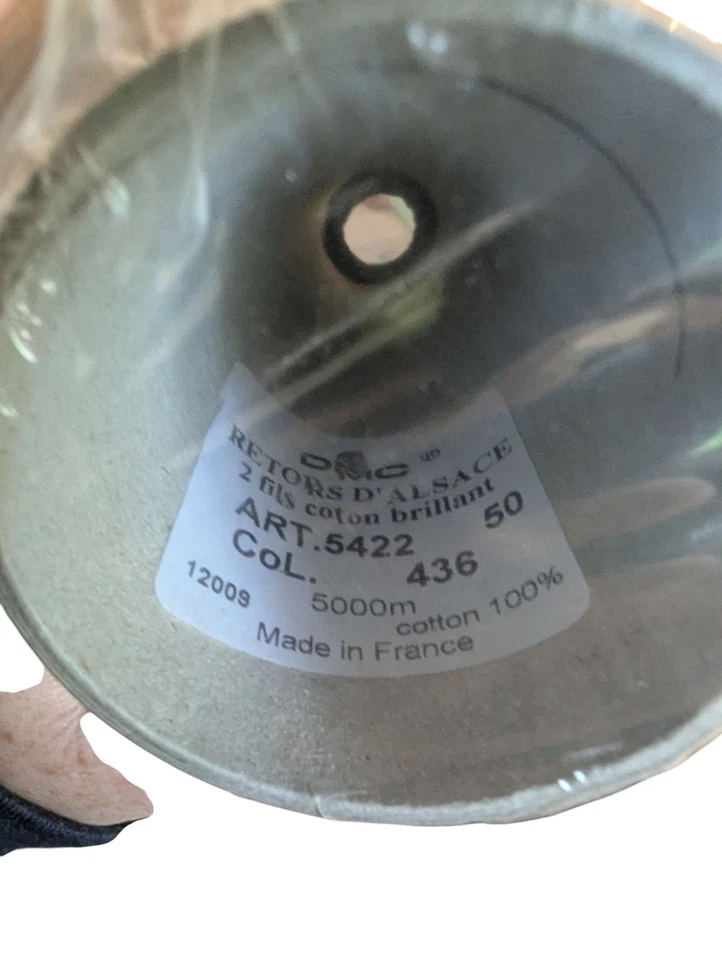 DMC ®
RETORS D'ALSACE
2 fils coton brillant
ART.5422 50
CoL. 436
12009 5000m cotton 100%
Made in France